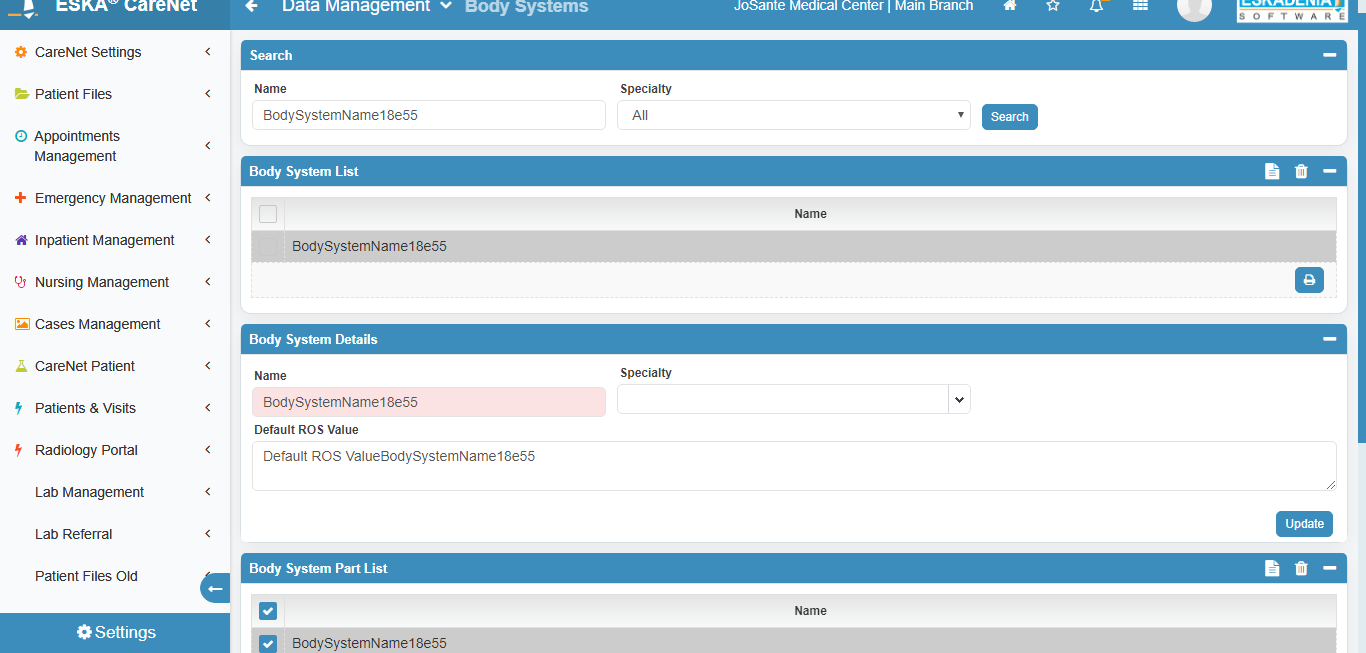 ESKA® CareNet
Data Management
Body Systems
JoSante Medical Center | Main Branch
ESKADENIA
SOFTWARE
CareNet Settings
Patient Files
Appointments
Management
Emergency Management
Inpatient Management
Nursing Management
Cases Management
CareNet Patient
Patients & Visits
Radiology Portal
Lab Management
Lab Referral
Patient Files Old
Settings
Search
Name
Specialty
BodySystemName18e55
All
Search
Body System List
Name
BodySystemName18e55
Body System Details
Name
Specialty
BodySystemName18e55
Default ROS Value
Default ROS ValueBodySystemName18e55
Update
Body System Part List
Name
BodySystemName18e55